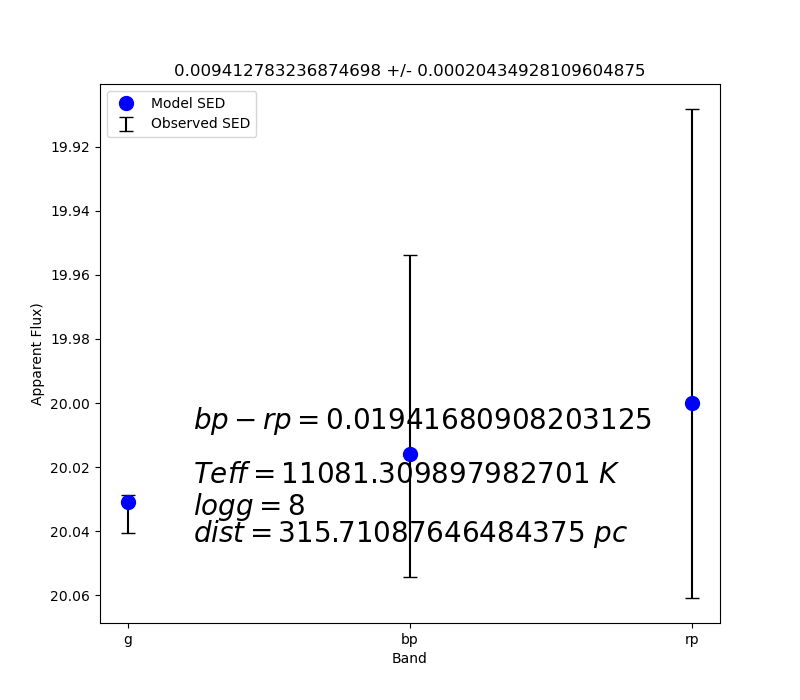 0.009412783236874698 +/- 0.00020434928109604875
Model SED
Observed SED
19.92
19.94
19.96
19.98
20.00
20.02
20.04
20.06
Apparent Flux)
bp − rp = 0.01941680908203125
Teff = 11081.309897982701 K
logg = 8
dist = 315.71087646484375 pc
g bp rp
Band